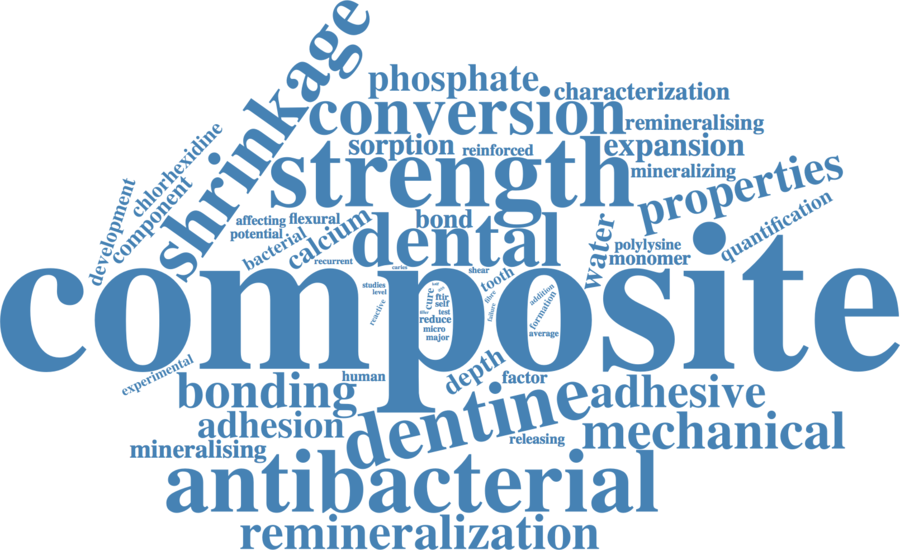 shrinkage
phosphate
characterization
conversion
remineralising
sorption
reinforced
expansion
strength
mineralizing
chlorhexidine
properties
development
component
affecting
flexural
bond
potential
calcium
dental
water
quantification
bacterial
polylysine
monomer
recurrent
caries
shear
composite
studies
level
tooth
cure
ftir
self
test
fibre
addition
reactive
reduce
failure
formation
micro
major
average
experimental
human
depth
factor
bonding
dentine
adhesive
adhesion
releasing
mechanical
mineralising
antibacterial
remineralization